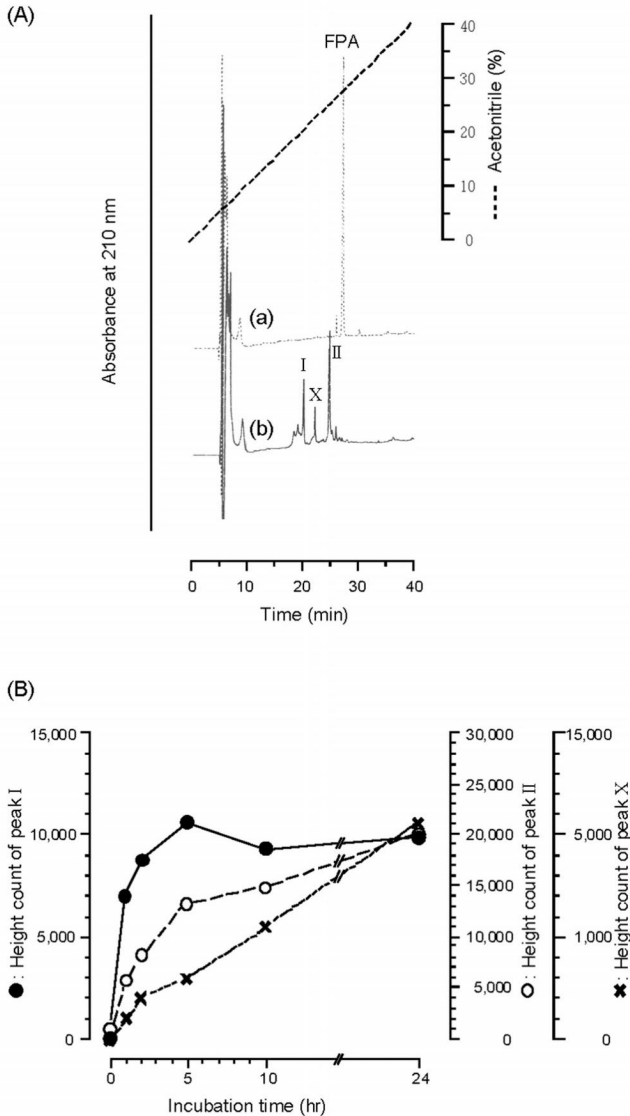 (A)
FPA
40
30
20
10
0
Acetonitrile (%)
Absorbance at 210 nm
(a)
I
X
II
(b)
0 10 20 30 40
Time (min)
(B)
15,000
10,000
5,000
0
: Height count of peak I
30,000
25,000
20,000
15,000
10,000
5,000
0
: Height count of peak II
15,000
5,000
1,000
0
: Height count of peak X
0 5 10 24
Incubation time (hr)